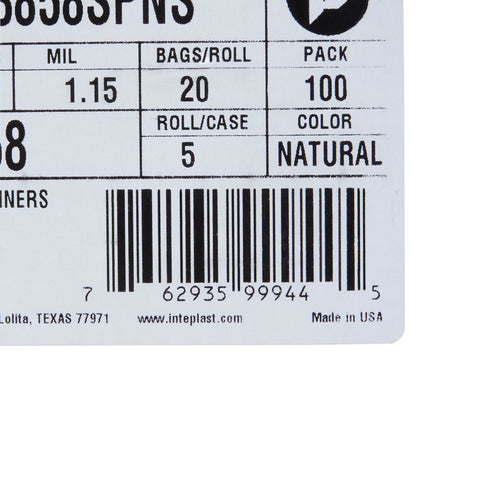 3858SPNS
MIL BAGS/ROLL PACK
1.15 20 100
ROLL/CASE COLOR
5 NATURAL
7 62935 99944 5
Lolita, TEXAS 77971 www.inteplast.com Made in USA